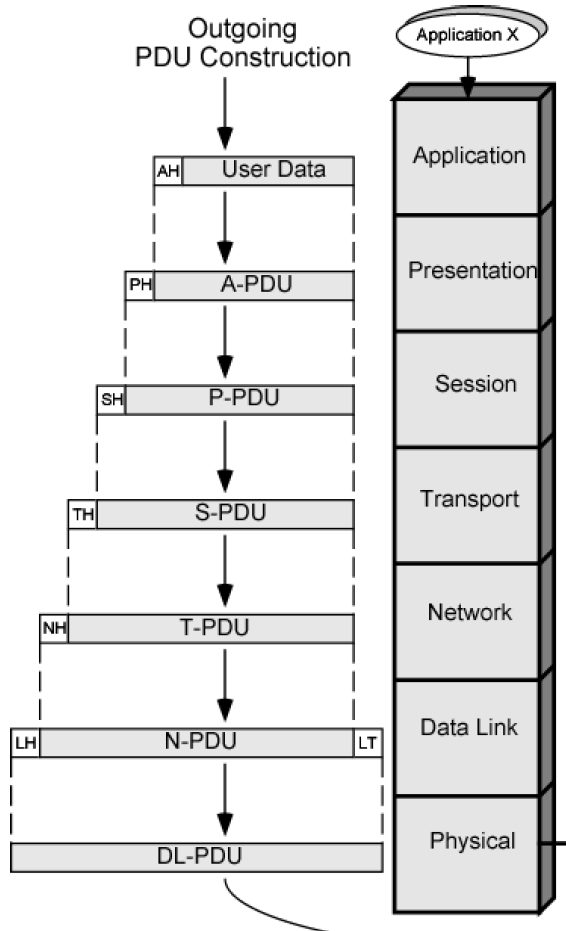 Outgoing
PDU Construction
Application X
AH User Data
Application
PH A-PDU
Presentation
SH P-PDU
Session
TH S-PDU
Transport
NH T-PDU
Network
LH N-PDU LT
Data Link
DL-PDU
Physical